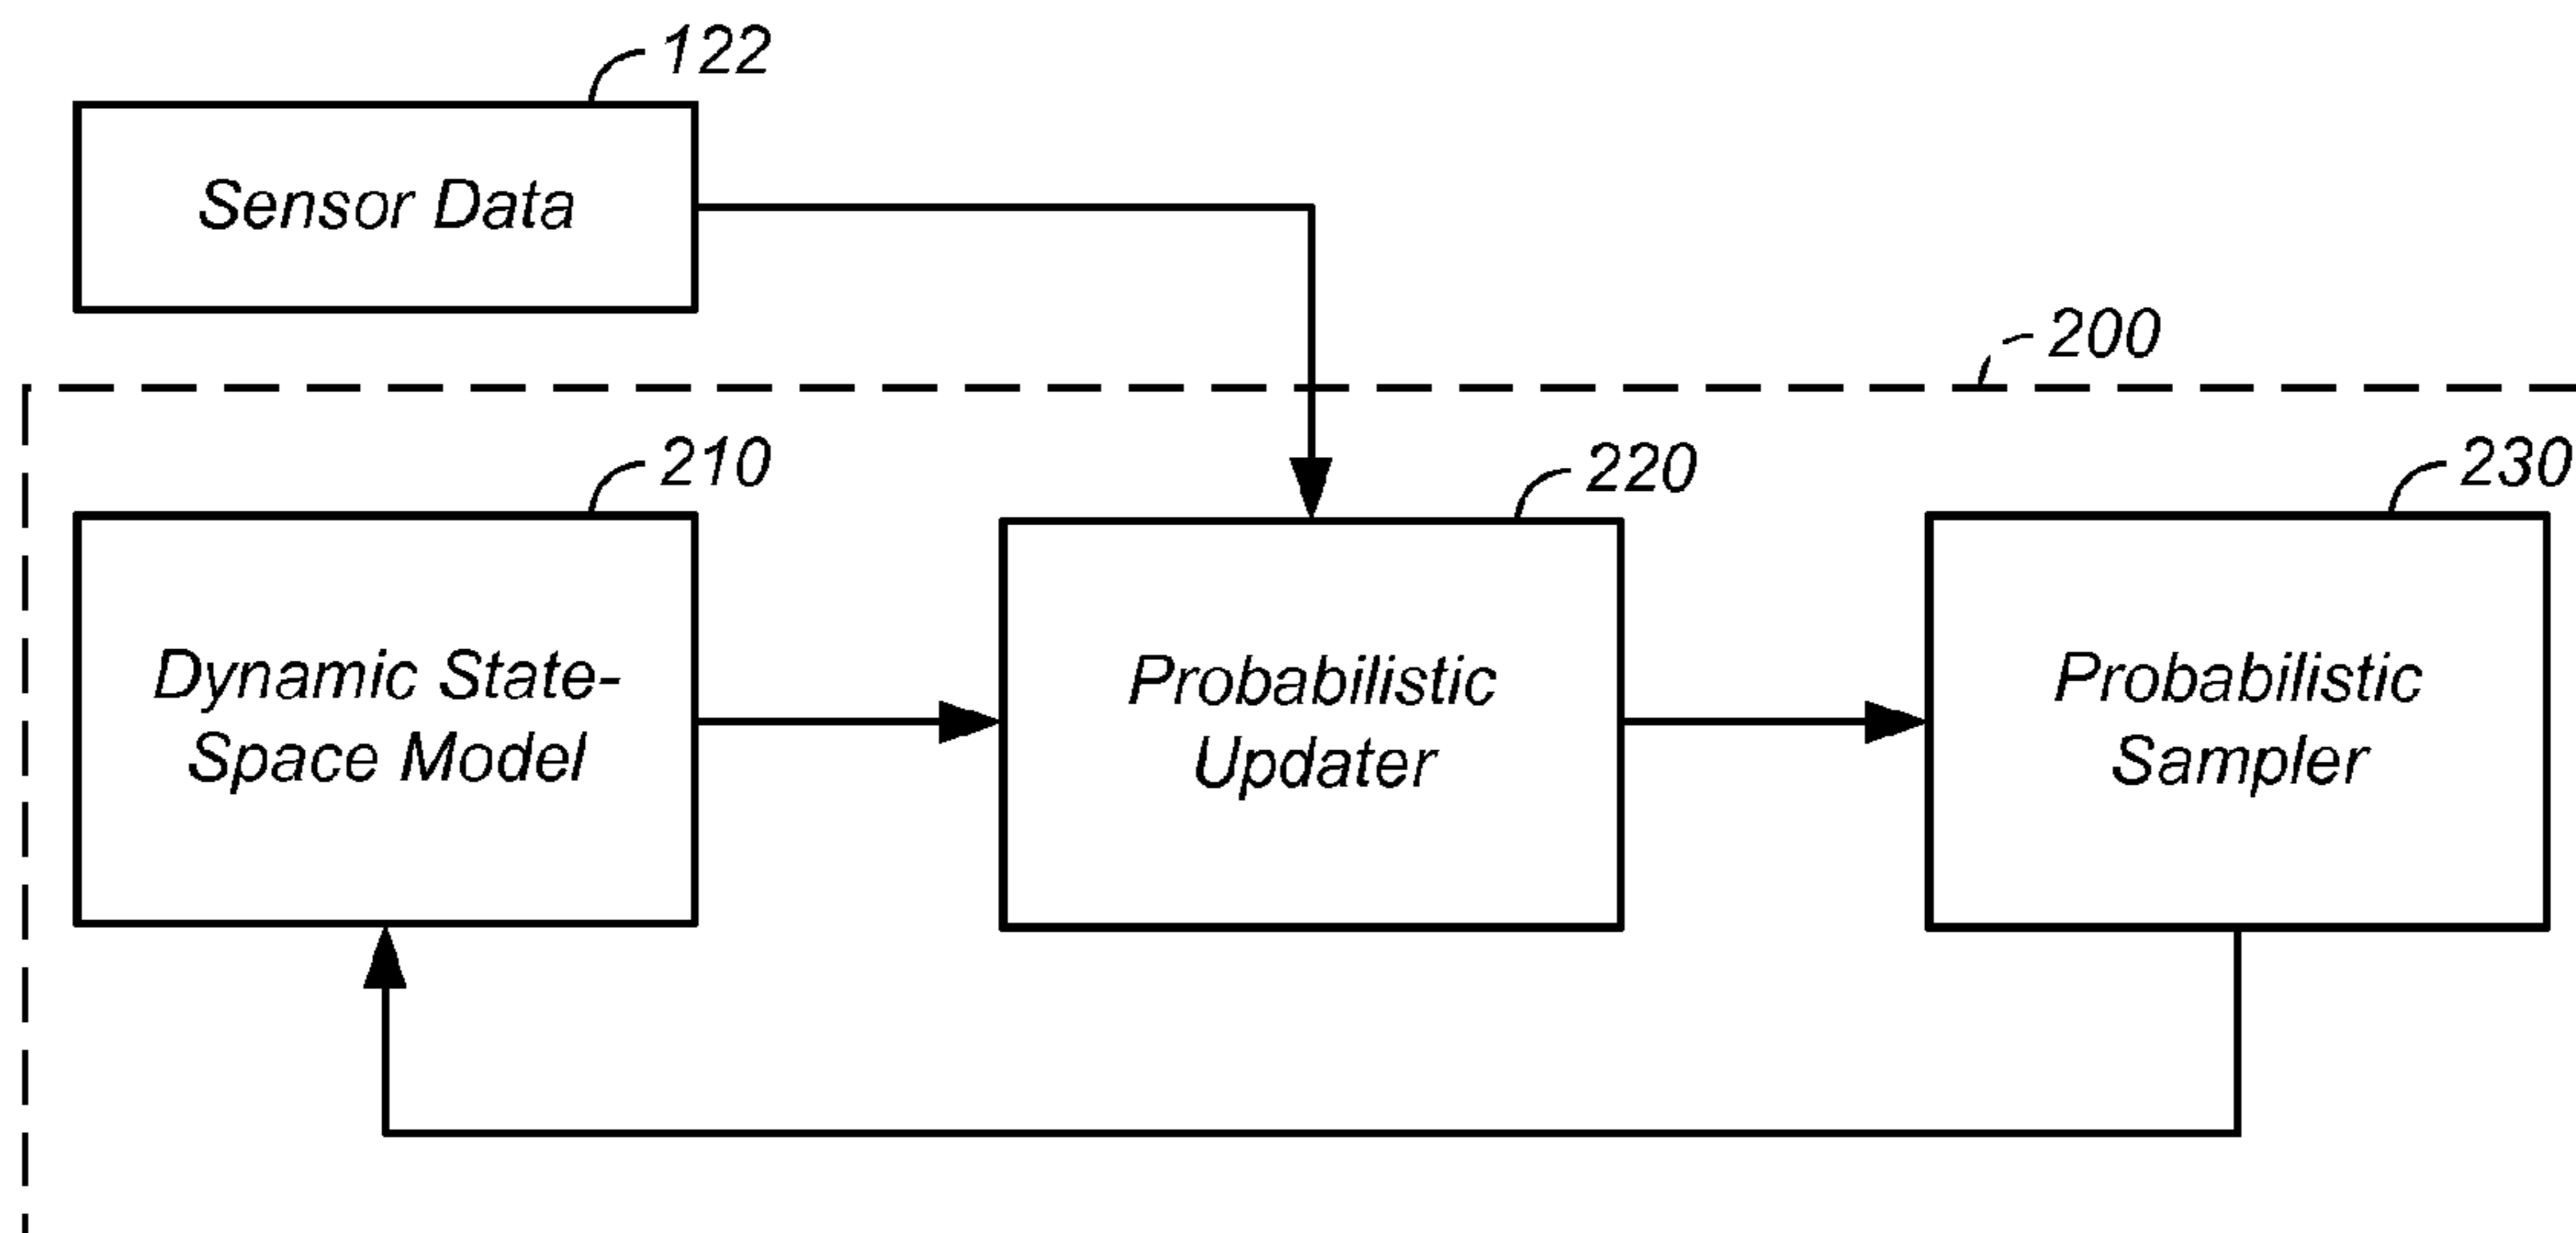 122
Sensor Data
200
210
220
230
Dynamic State-
Space Model
Probabilistic
Updater
Probabilistic
Sampler